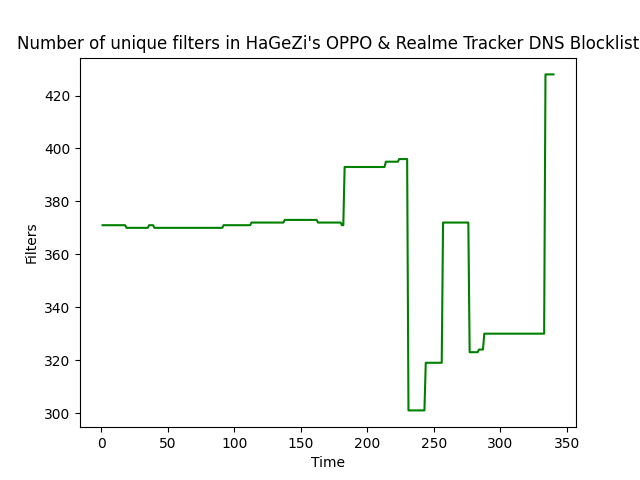 Number of unique filters in HaGeZi's OPPO & Realme Tracker DNS Blocklist
420
400
380
360
340
320
300
Filters
0 50 100 150 200 250 300 350
Time